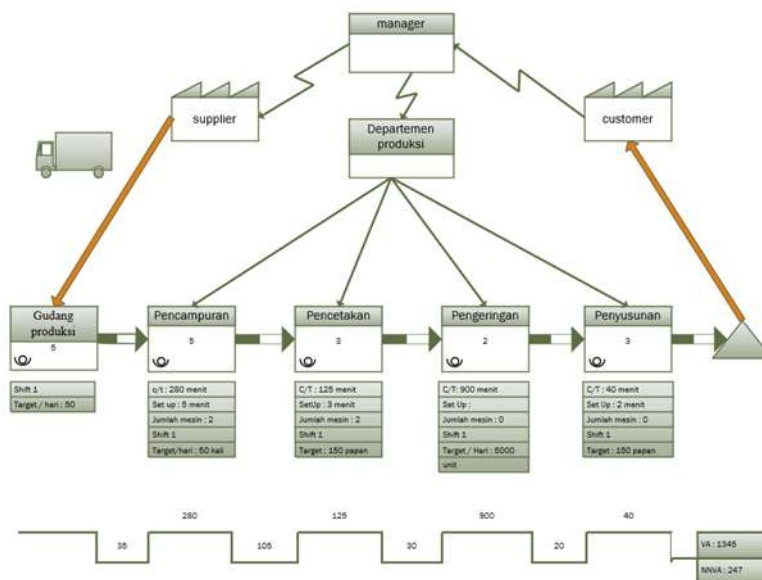 manager
supplier
Departemen
produksi
customer
Gudang
produksi
5
Pencampuran
5
Pencetakan
3
Pengeringan
2
Penyusunan
3
Shift 1
Target / hari : 50
c/t : 280 menit
Set up : 5 menit
Jumlah mesin : 2
Shift 1
Target/hari : 50 kali
C/T : 125 menit
SetUp : 3 menit
Jumlah mesin : 2
Shift 1
Target : 150 papan
C/T: 900 menit
Set Up :
Jumlah mesin : 0
Shift 1
Target / Hari : 5000
unit
C/T : 40 menit
Set Up : 2 menit
Jumlah mesin : 0
Shift 1
Target : 150 papan
280
125
900
40
35
105
30
20
VA : 1345
NNVA : 247